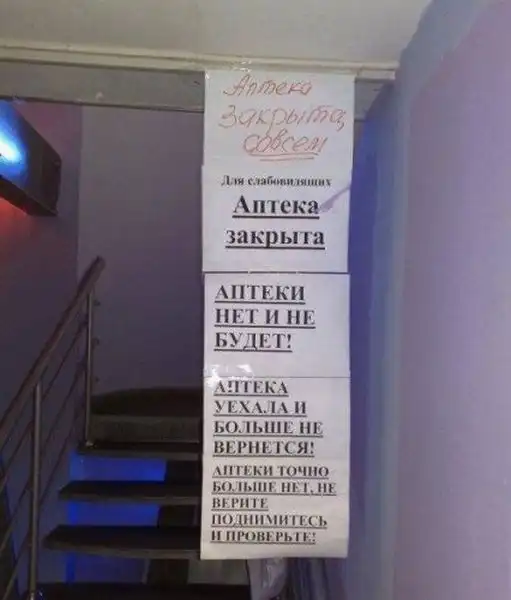 Аптека
закрыта,
совсем
Для слабовидящих
Аптека
закрыта
АПТЕКИ
НЕТ И НЕ
БУДЕТ!
АПТЕКА
УЕХАЛА И
БОЛЬШЕ НЕ
ВЕРНЕТСЯ!
АПТЕКИ ТОЧНО
БОЛЬШЕ НЕТ, НЕ
ВЕРИТЕ
ПОДНИМИТЕСЬ
И ПРОВЕРЬТЕ!